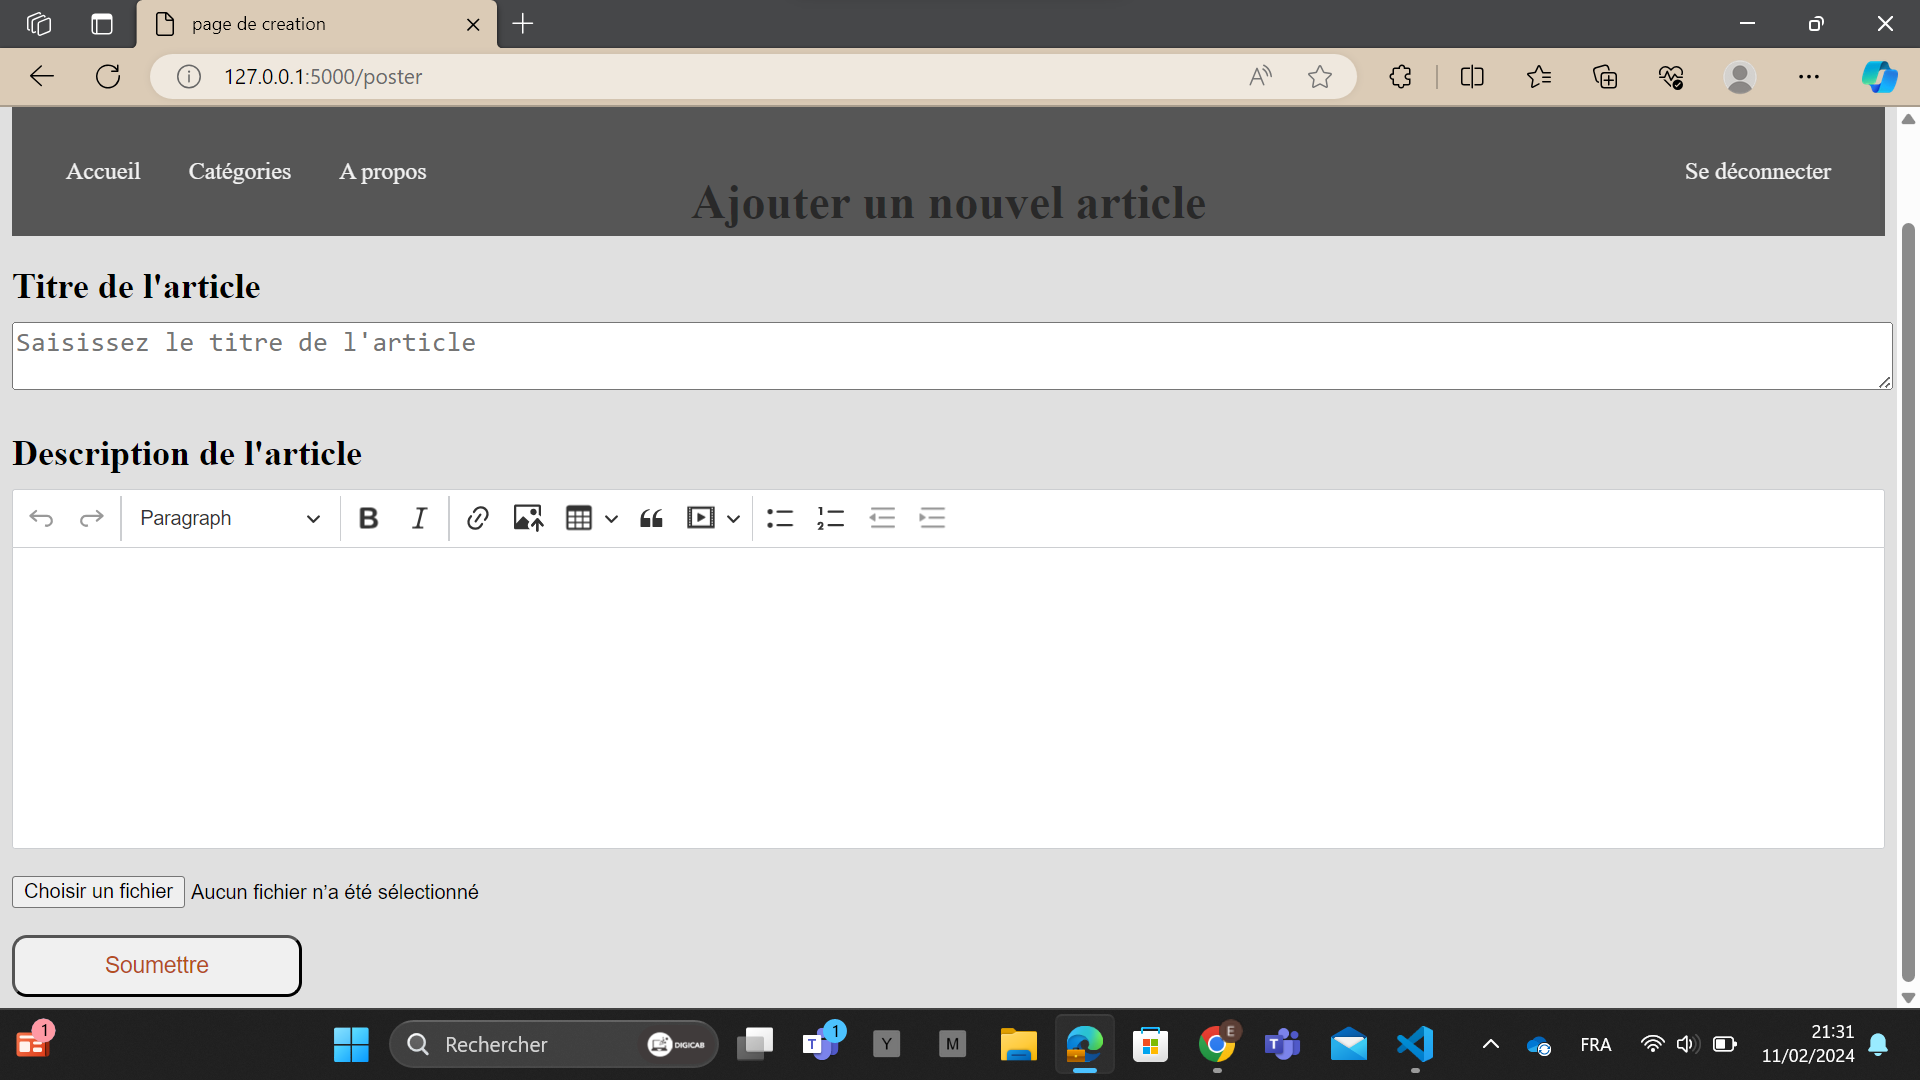 page de creation
127.0.0.1:5000/poster
Accueil Catégories A propos Se déconnecter
Ajouter un nouvel article
Titre de l'article
Saisissez le titre de l'article
Description de l'article
Paragraph
Choisir un fichier Aucun fichier n’a été sélectionné
Soumettre
1
Rechercher
DIGICAB
T 1
Y
M
E
T
FRA
21:31
11/02/2024